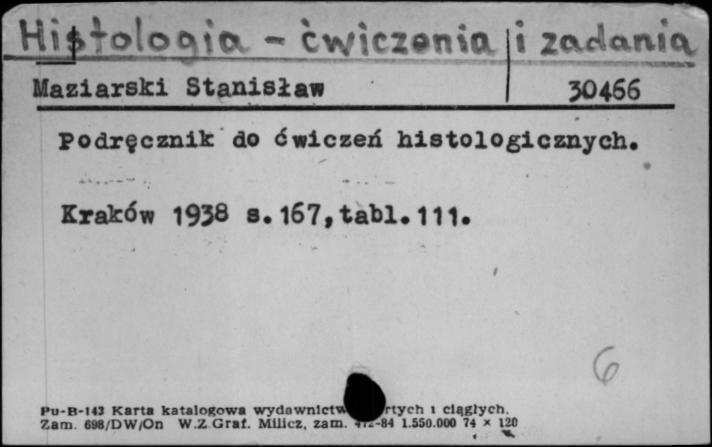 Histologia - ćwiczenia i zadania
Maziarski Stanisław 30466
Podręcznik do ćwiczeń histologicznych.
Kraków 1938 s.167,tabl.111.
6
Pu-B-143 Karta katalogowa wydawnictw i ciągłych.
Zam. 698/DW/On W.Z.Graf. Milicz, zam. 1.550.000 74 × 120